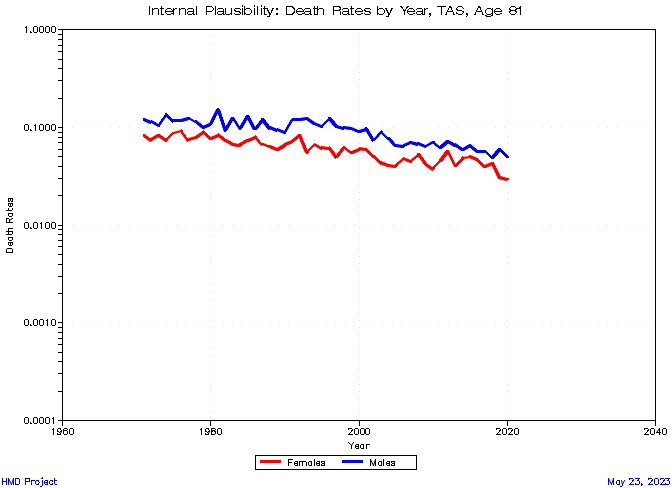 Internal Plausibility: Death Rates by Year, TAS, Age 81
1.0000
0.1000
0.0100
0.0010
0.0001
Death Rates
1960 1980 2000 2020 2040
Year
Females Males
HMD Project
May 23, 2023